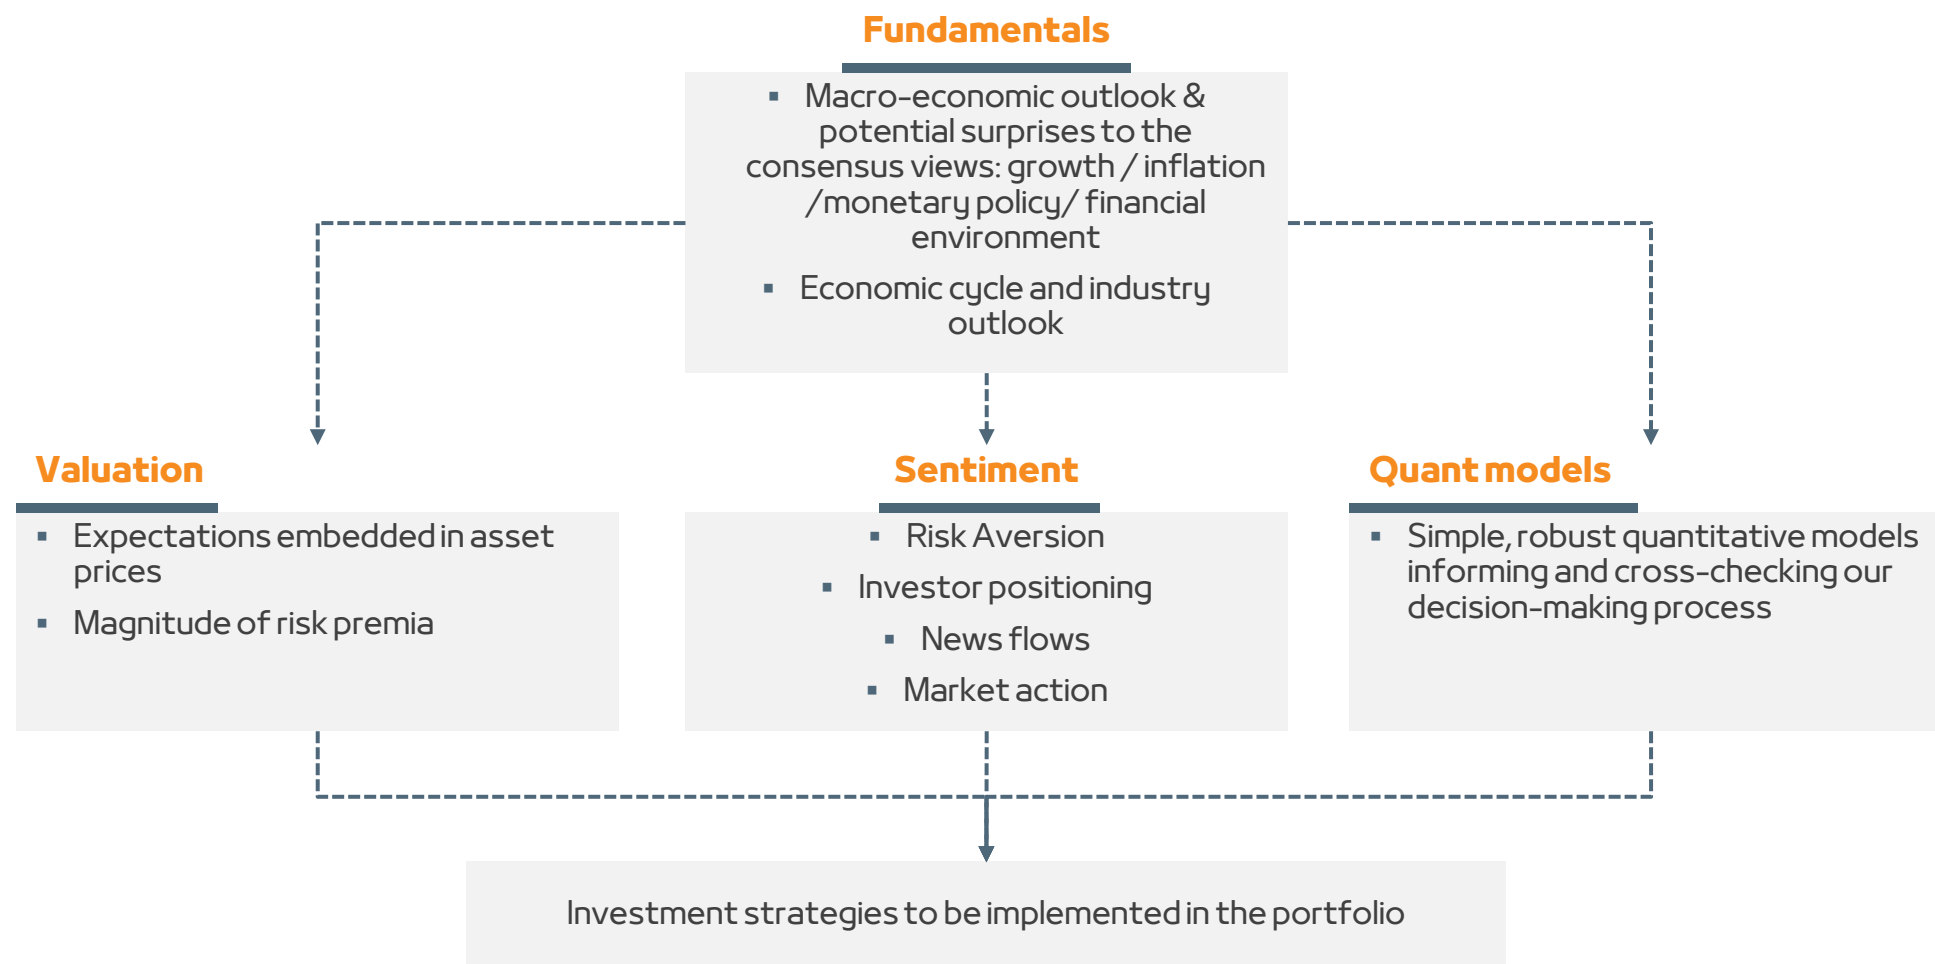 Fundamentals
▪ Macro-economic outlook &
potential surprises to the
consensus views: growth / inflation
/monetary policy/ financial
environment
▪ Economic cycle and industry
outlook
Valuation
▪ Expectations embedded in asset
prices
▪ Magnitude of risk premia
Sentiment
▪ Risk Aversion
▪ Investor positioning
▪ News flows
▪ Market action
Quant models
▪ Simple, robust quantitative models
informing and cross-checking our
decision-making process
Investment strategies to be implemented in the portfolio